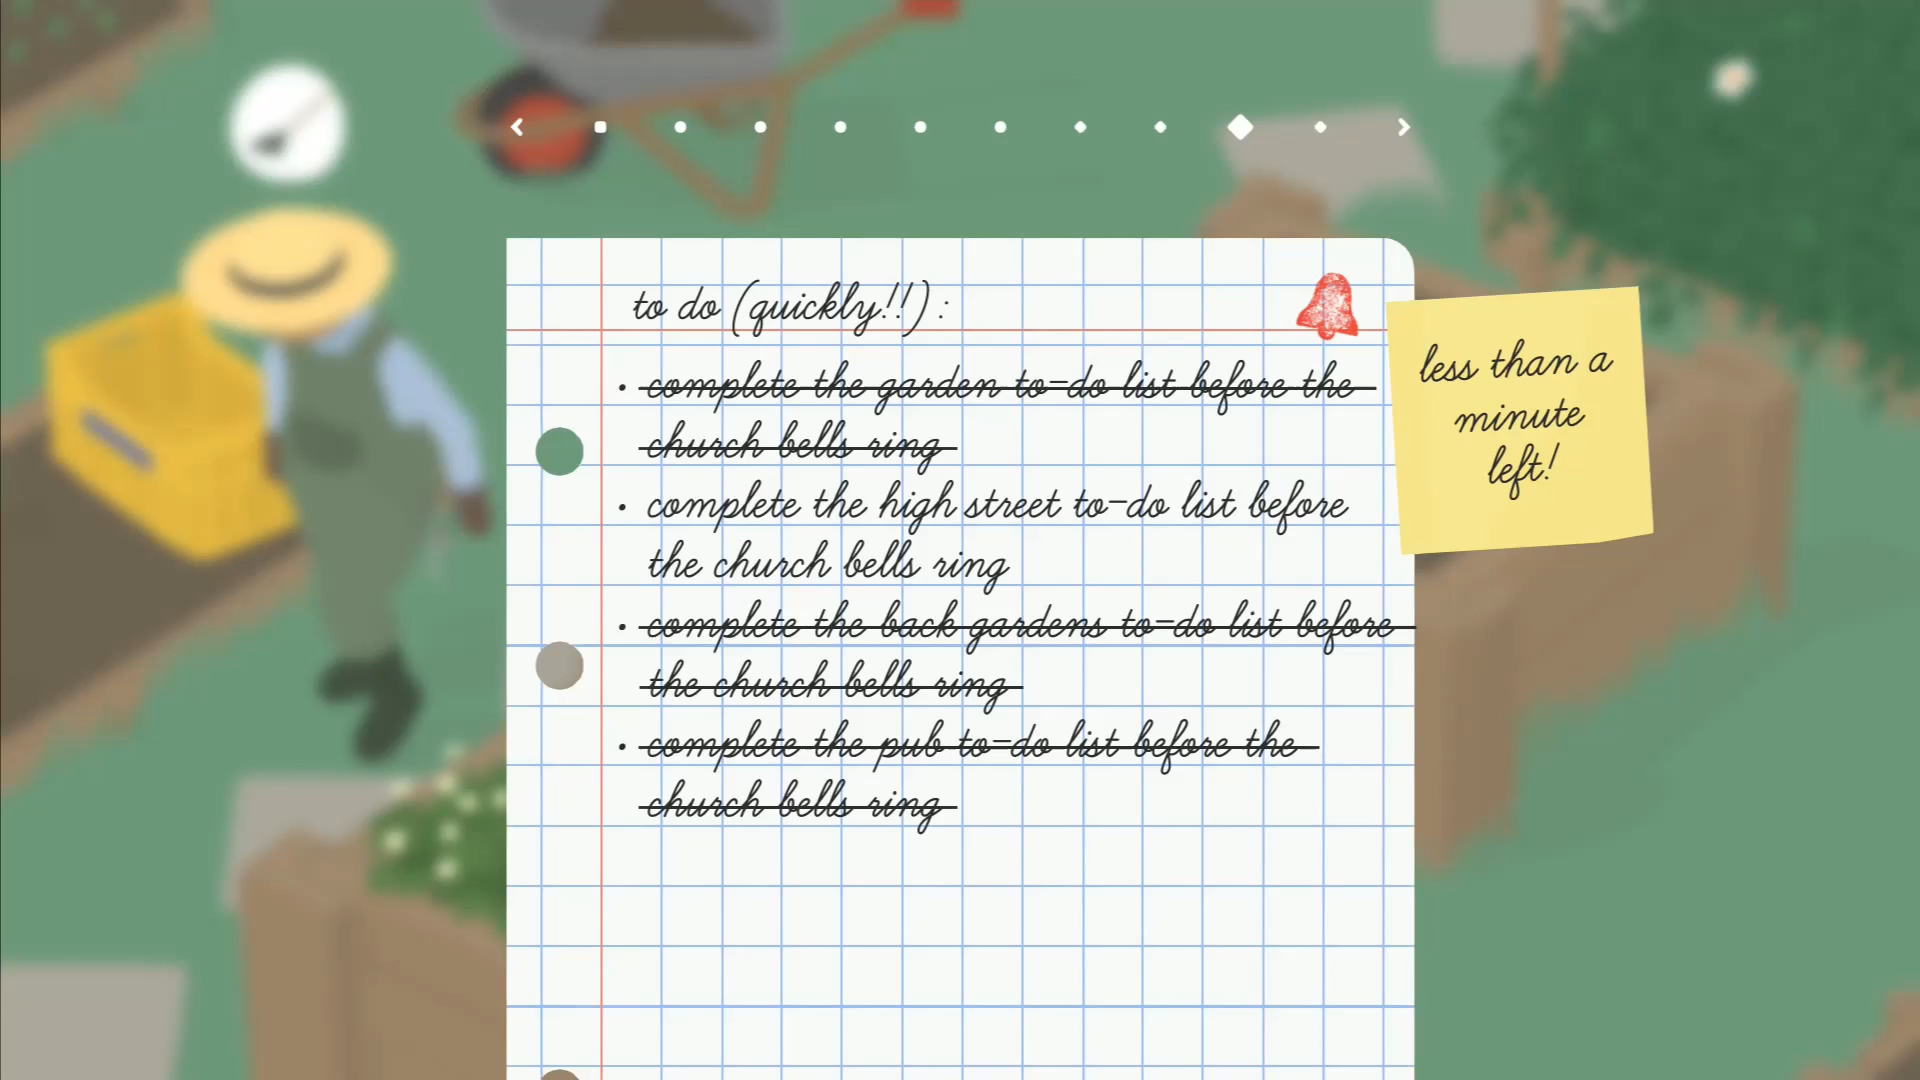 to do (quickly!!):
• complete the garden to-do list before the
church bells ring
• complete the high street to-do list before
the church bells ring
• complete the back gardens to-do list before
the church bells ring
• complete the pub to-do list before the
church bells ring
less than a
minute
left!